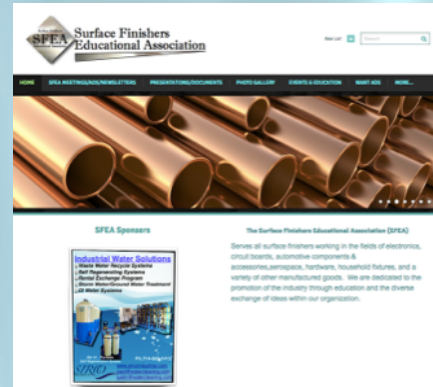 SFEA
Surface Finishers
Educational Association
Search
HOME
SFEA MEETINGS/ADS/NEWSLETTERS
PRESENTATIONS/DOCUMENTS
PHOTO GALLERY
EVENTS & EDUCATION
WANT ADS
MORE...
SFEA Sponsors
Industrial Water Solutions
Waste Water Recycle Systems
Self Regenerating Systems
Rental Exchange Program
Storm Water/Ground Water Treatment
DI Water Systems
The Surface Finishers Educational Association (SFEA)
Serves all surface finishers working in the fields of electronics,
circuit boards, automotive components &
accessories,aerospace, hardware, household fixtures, and a
variety of other manufactured goods. We are dedicated to the
promotion of the industry through education and the diverse
exchange of ideas within our organization.